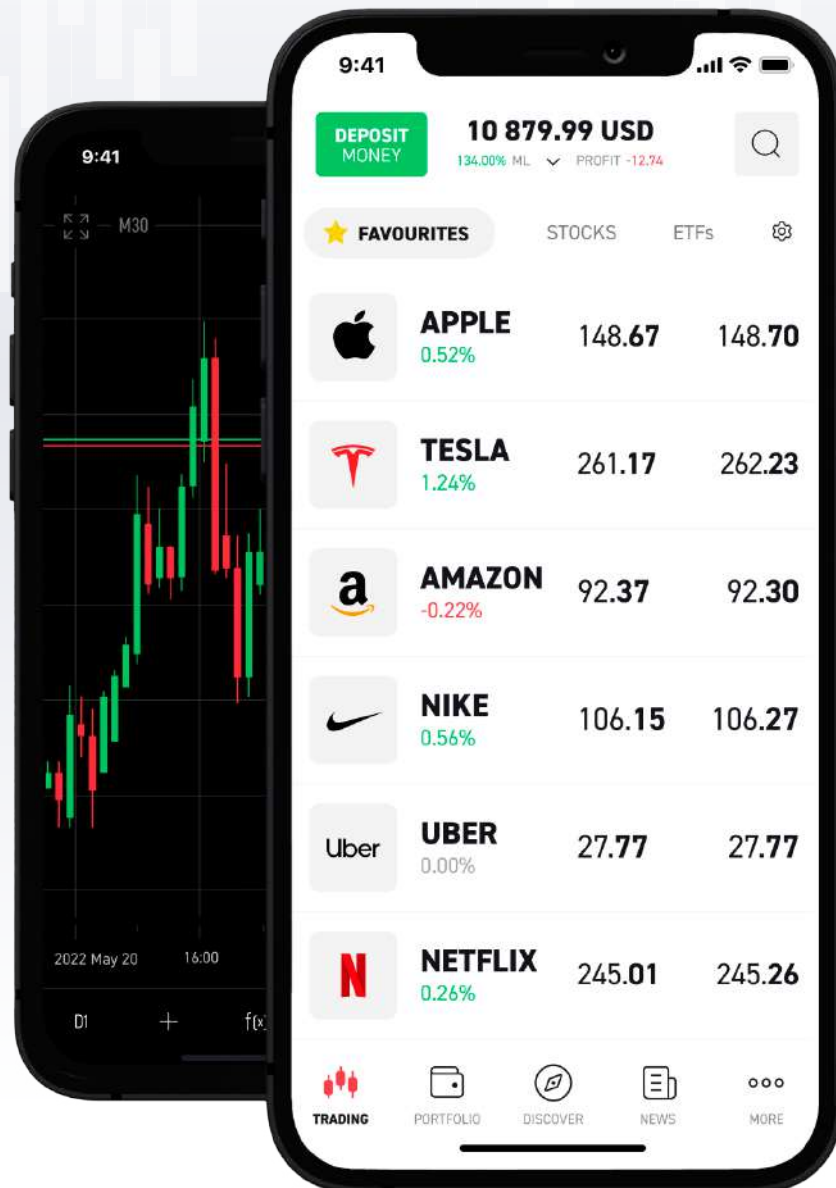 9:41
M30
2022 May 20 16:00
D1
f(x)
9:41
DEPOSIT
MONEY
10 879.99 USD
134.00% ML PROFIT -12.74
FAVOURITES STOCKS ETFs
APPLE 148.67 148.70
0.52%
TESLA 261.17 262.23
1.24%
a AMAZON 92.37 92.30
-0.22%
NIKE 106.15 106.27
0.56%
Uber UBER 27.77 27.77
0.00%
N NETFLIX 245.01 245.26
0.26%
TRADING PORTFOLIO DISCOVER NEWS MORE